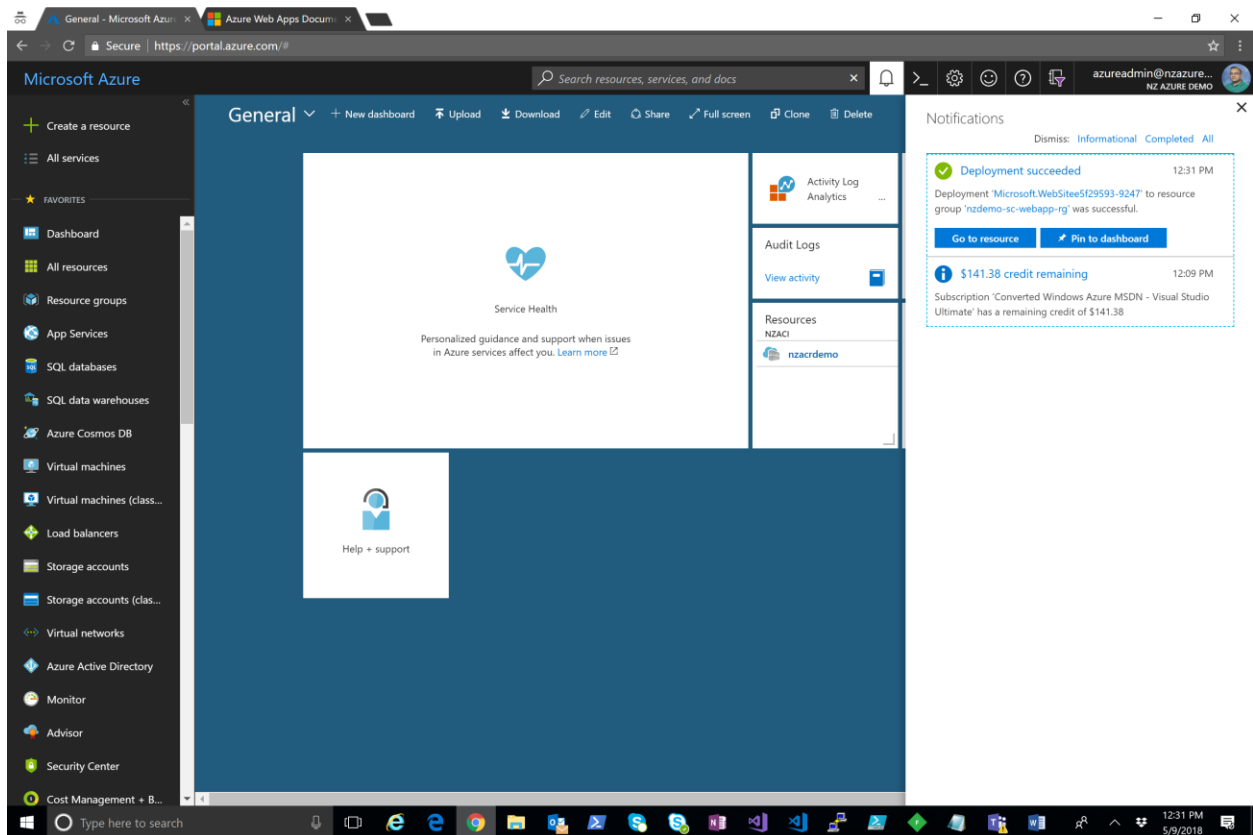 General - Microsoft Azur
Azure Web Apps Docum
Secure | https://portal.azure.com/#
Microsoft Azure
Search resources, services, and docs
azureadmin@nzazure...
NZ AZURE DEMO
Create a resource
All services
FAVORITES
Dashboard
All resources
Resource groups
App Services
SQL databases
SQL data warehouses
Azure Cosmos DB
Virtual machines
Virtual machines (class...
Load balancers
Storage accounts
Storage accounts (clas...
Virtual networks
Azure Active Directory
Monitor
Advisor
Security Center
Cost Management + B...
General
+ New dashboard Upload Download Edit Share Full screen Clone Delete
Service Health
Personalized guidance and support when issues
in Azure services affect you. Learn more
Activity Log
Analytics ...
Audit Logs
View activity
Resources
NZACI
nzacrdemo
Help + support
Notifications
Dismiss: Informational Completed All
Deployment succeeded 12:31 PM
Deployment 'Microsoft.WebSitee5f29593-9247' to resource
group 'nzdemo-sc-webapp-rg' was successful.
Go to resource Pin to dashboard
$141.38 credit remaining 12:09 PM
Subscription 'Converted Windows Azure MSDN - Visual Studio
Ultimate' has a remaining credit of $141.38
Type here to search
12:31 PM
5/9/2018